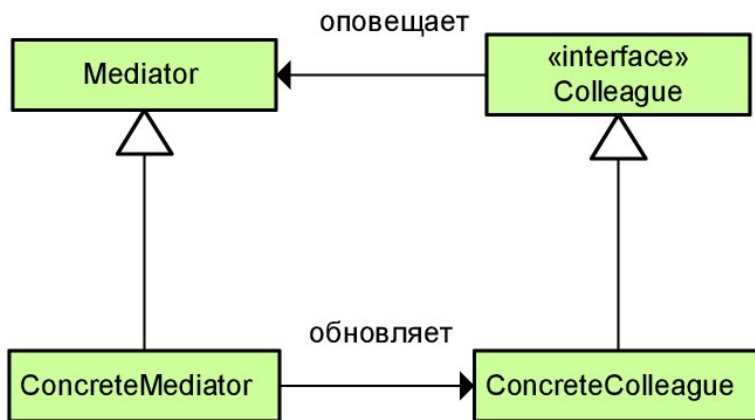 оповещает
Mediator
«interface»
Colleague
обновляет
ConcreteMediator
ConcreteColleague